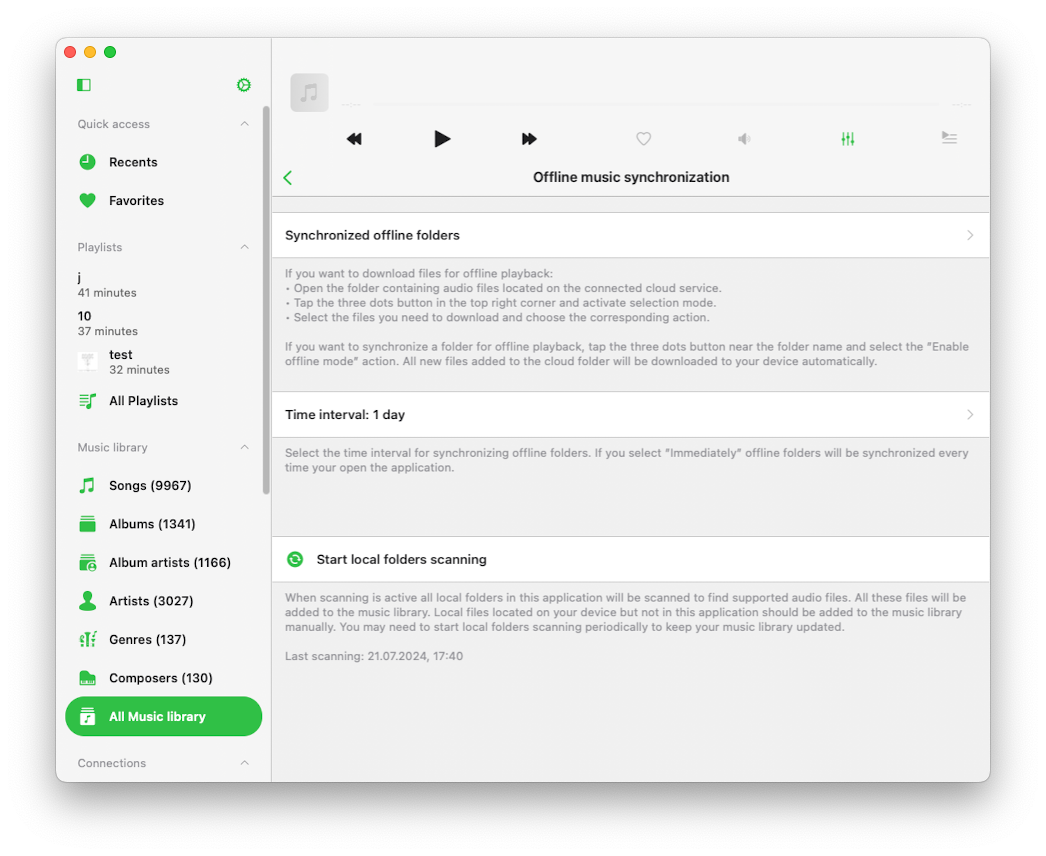 Quick access
Recents
Favorites
Playlists
j
41 minutes
10
37 minutes
test
32 minutes
All Playlists
Music library
Songs (9967)
Albums (1341)
Album artists (1166)
Artists (3027)
Genres (137)
Composers (130)
All Music library
Connections
--:--
--:--
Offline music synchronization
Synchronized offline folders
If you want to download files for offline playback:
• Open the folder containing audio files located on the connected cloud service.
• Tap the three dots button in the top right corner and activate selection mode.
• Select the files you need to download and choose the corresponding action.
If you want to synchronize a folder for offline playback, tap the three dots button near the folder name and select the "Enable
offline mode" action. All new files added to the cloud folder will be downloaded to your device automatically.
Time interval: 1 day
Select the time interval for synchronizing offline folders. If you select "Immediately" offline folders will be synchronized every
time your open the application.
Start local folders scanning
When scanning is active all local folders in this application will be scanned to find supported audio files. All these files will be
added to the music library. Local files located on your device but not in this application should be added to the music library
manually. You may need to start local folders scanning periodically to keep your music library updated.
Last scanning: 21.07.2024, 17:40